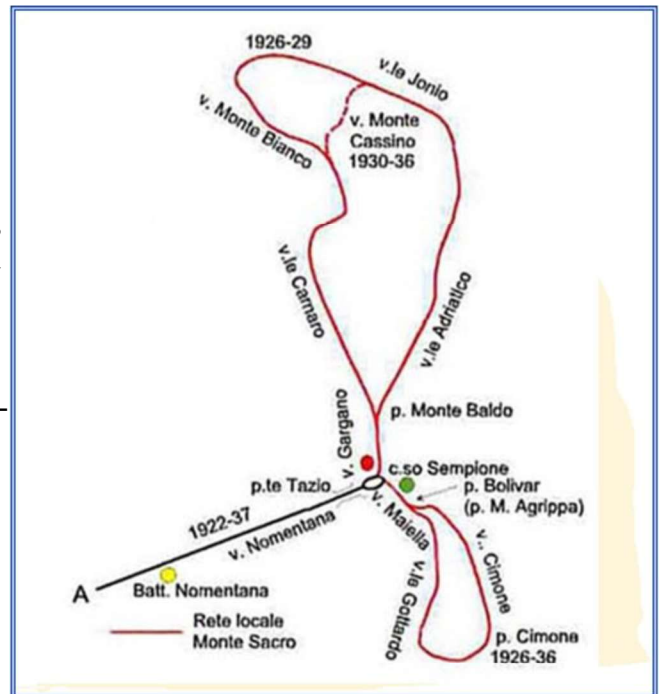 1926-29
v.le Jonio
v. Monte Bianco
v. Monte
Cassino
1930-36
v.le Carnaro
v.le Adriatico
p. Monte Baldo
v. Gargano
c.so Sempione
p.te Tazio
p. Bolivar
(p. M. Agrippa)
1922-37
v. Nomentana
v. Maiella
v.. Cimone
v.le Gottardo
A
Batt. Nomentana
Rete locale
Monte Sacro
p. Cimone
1926-36